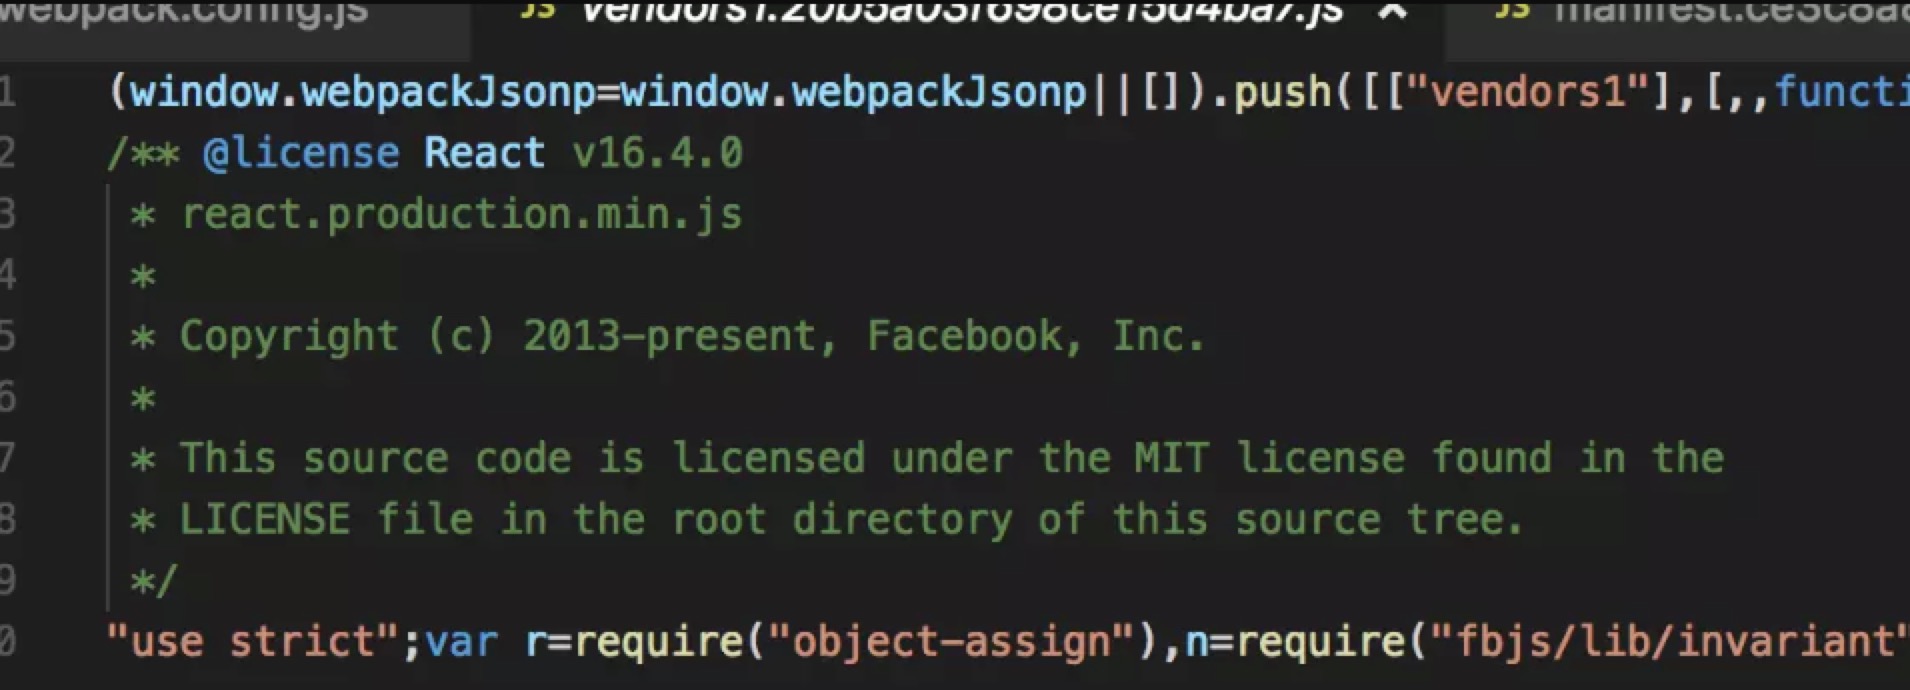 webpack.config.js JS vendors1.20b5a03f698ce15d4ba7.js × JS
1 (window.webpackJsonp=window.webpackJsonp||[]).push([["vendors1"],[,,functi
2 /** @license React v16.4.0
3 * react.production.min.js
4 *
5 * Copyright (c) 2013-present, Facebook, Inc.
6 *
7 * This source code is licensed under the MIT license found in the
8 * LICENSE file in the root directory of this source tree.
9 */
0 "use strict";var r=require("object-assign"),n=require("fbjs/lib/invariant"